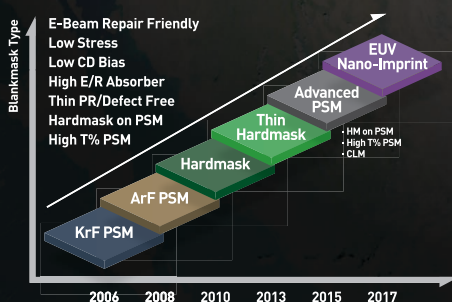 E-Beam Repair Friendly
Low Stress
Low CD Bias
High E/R Absorber
Thin PR/Defect Free
Hardmask on PSM
High T% PSM
Blankmask Type
EUV
Nano-Imprint
Advanced
PSM
• HM on PSM
• High T% PSM
• CLM
Thin
Hardmask
Hardmask
ArF PSM
KrF PSM
2006 2008 2010 2013 2015 2017